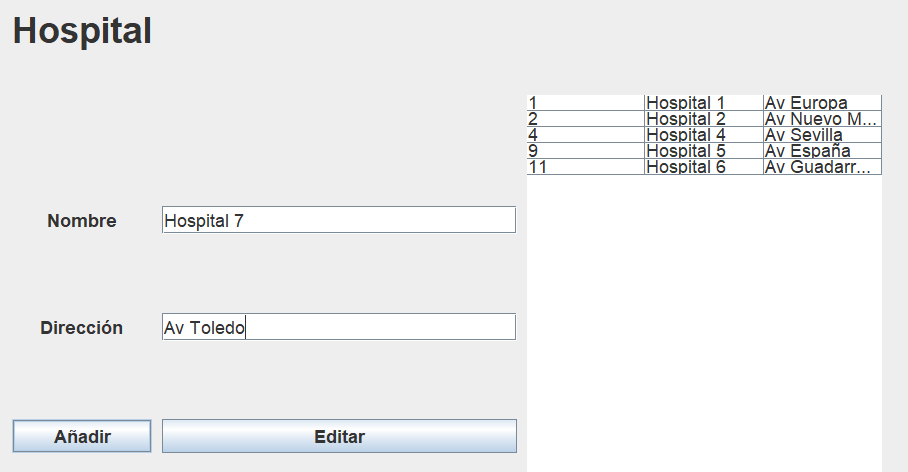 Hospital
1 Hospital 1 Av Europa
2 Hospital 2 Av Nuevo M...
4 Hospital 4 Av Sevilla
9 Hospital 5 Av España
11 Hospital 6 Av Guadarr...
Nombre Hospital 7
Dirección Av Toledo
Añadir Editar